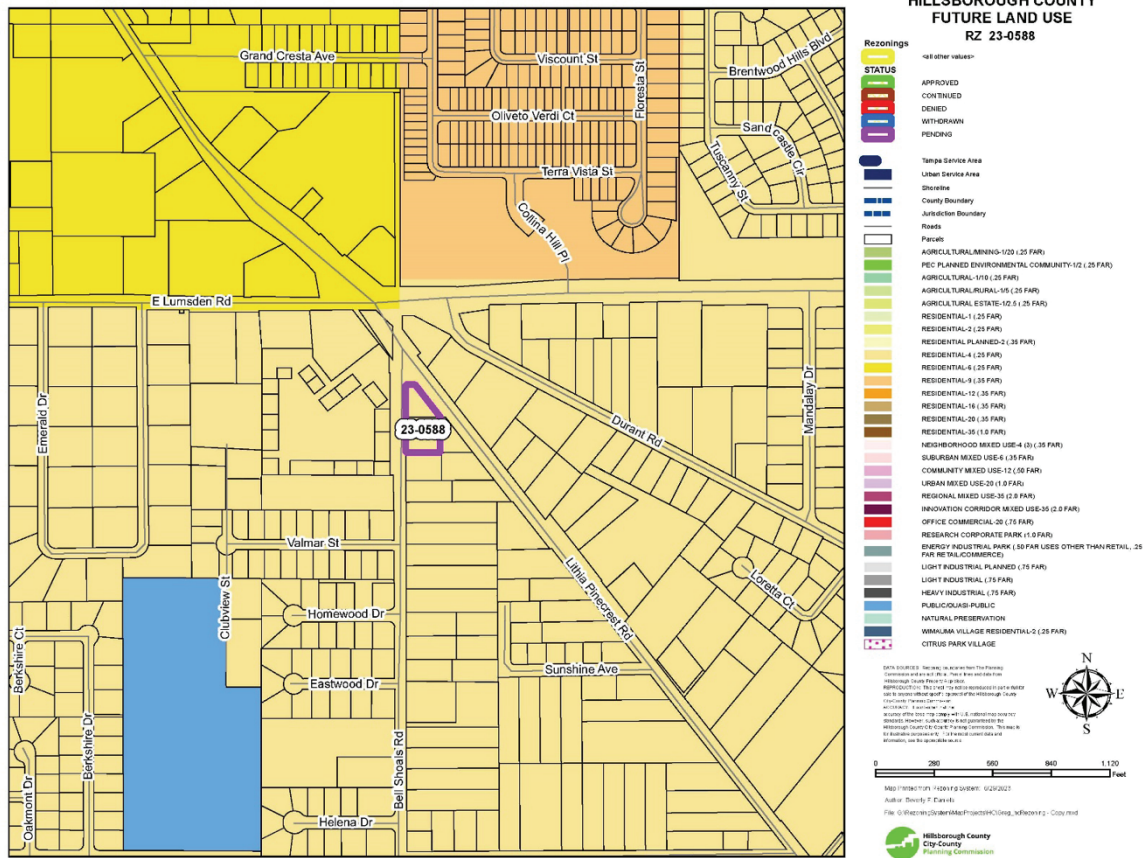 HILLSBOROUGH COUNTY
FUTURE LAND USE
RZ 23-0588
Rezonings
<all other values>
STATUS
APPROVED
CONTINUED
DENIED
WITHDRAWN
PENDING
Tampa Service Area
Urban Service Area
Shoreline
County Boundary
Jurisdiction Boundary
Roads
Parcels
AGRICULTURAL/MINING-1/20 (.25 FAR)
PEC PLANNED ENVIRONMENTAL COMMUNITY-1/2 (.25 FAR)
AGRICULTURAL-1/10 (.25 FAR)
AGRICULTURAL/RURAL-1/5 (.25 FAR)
AGRICULTURAL ESTATE-1/2.5 (.25 FAR)
RESIDENTIAL-1 (.25 FAR)
RESIDENTIAL-2 (.25 FAR)
RESIDENTIAL PLANNED-2 (.35 FAR)
RESIDENTIAL-4 (.25 FAR)
RESIDENTIAL-6 (.25 FAR)
RESIDENTIAL-9 (.35 FAR)
RESIDENTIAL-12 (.35 FAR)
RESIDENTIAL-16 (.35 FAR)
RESIDENTIAL-20 (.35 FAR)
RESIDENTIAL-35 (1.0 FAR)
NEIGHBORHOOD MIXED USE-4 (3) (.35 FAR)
SUBURBAN MIXED USE-6 (.35 FAR)
COMMUNITY MIXED USE-12 (.50 FAR)
URBAN MIXED USE-20 (1.0 FAR)
REGIONAL MIXED USE-35 (2.0 FAR)
INNOVATION CORRIDOR MIXED USE-35 (2.0 FAR)
OFFICE COMMERCIAL-20 (.75 FAR)
RESEARCH CORPORATE PARK (1.0 FAR)
ENERGY INDUSTRIAL PARK (.50 FAR USES OTHER THAN RETAIL, .25
FAR RETAIL/COMMERCE)
LIGHT INDUSTRIAL PLANNED (.75 FAR)
LIGHT INDUSTRIAL (.75 FAR)
HEAVY INDUSTRIAL (.75 FAR)
PUBLIC/QUASI-PUBLIC
NATURAL PRESERVATION
WIMAUMA VILLAGE RESIDENTIAL-2 (.25 FAR)
CITRUS PARK VILLAGE
N
W
E
S
0 280 560 840 1,120
Feet
Map Printed from Rezoning System: 6/29/2023
Author: Beverly F. Daniels
Hillsborough County
City-County
Planning Commission
Grand Cresta Ave
Viscount St
Floresta St
Brentwood Hills Blvd
Oliveto Verdi Ct
Sand castle Cir
Terra Vista St
Tuscanny St
Collina Hill Pl
E Lumsden Rd
Emerald Dr
23-0588
Durant Rd
Mandalay Dr
Valmar St
Clubview St
Lithia Pinecrest Rd
Loretta Ct
Homewood Dr
Berkshire Ct
Sunshine Ave
Eastwood Dr
Berkshire Dr
Bell Shoals Rd
Oakmont Dr
Helena Dr